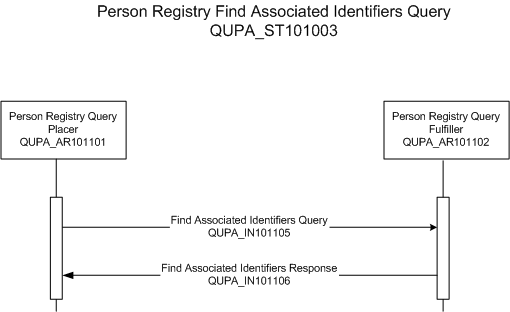 Person Registry Find Associated Identifiers Query
QUPA_ST101003
Person Registry Query
Placer
QUPA_AR101101
Person Registry Query
Fulfiller
QUPA_AR101102
Find Associated Identifiers Query
QUPA_IN101105
Find Associated Identifiers Response
QUPA_IN101106